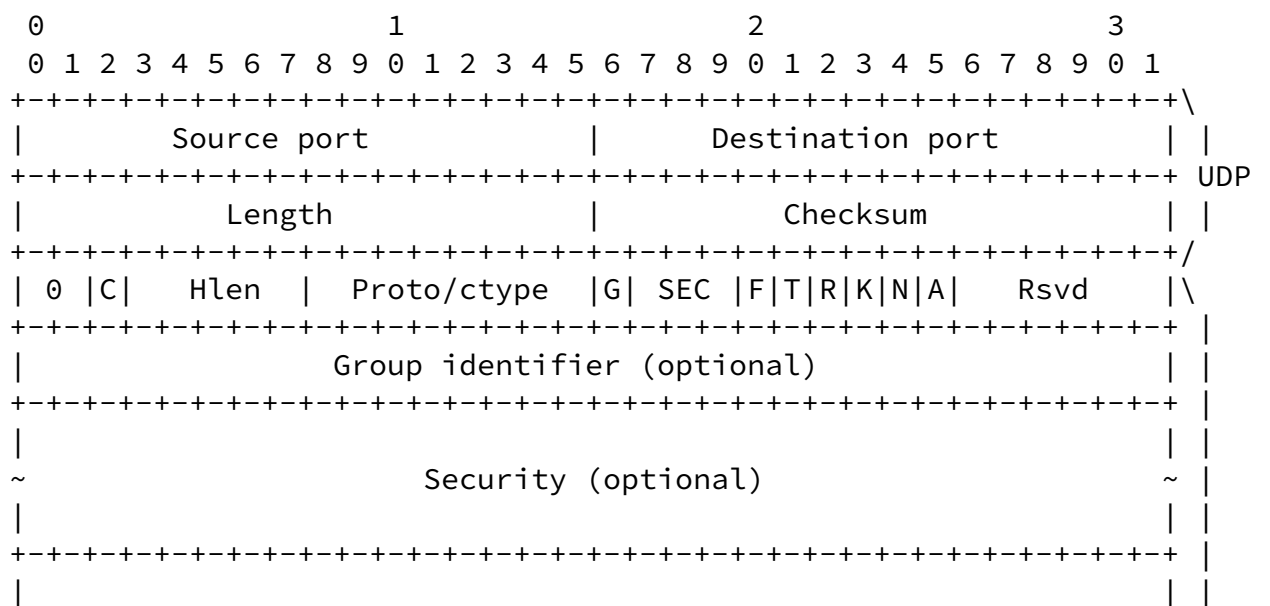 0                   1                   2                   3
 0 1 2 3 4 5 6 7 8 9 0 1 2 3 4 5 6 7 8 9 0 1 2 3 4 5 6 7 8 9 0 1
+-+-+-+-+-+-+-+-+-+-+-+-+-+-+-+-+-+-+-+-+-+-+-+-+-+-+-+-+-+-+-+-+\
|        Source port            |      Destination port         | |
+-+-+-+-+-+-+-+-+-+-+-+-+-+-+-+-+-+-+-+-+-+-+-+-+-+-+-+-+-+-+-+-+ UDP
|           Length              |          Checksum             | |
+-+-+-+-+-+-+-+-+-+-+-+-+-+-+-+-+-+-+-+-+-+-+-+-+-+-+-+-+-+-+-+-+/
| 0 |C|   Hlen  |  Proto/ctype  |G| SEC |F|T|R|K|N|A|   Rsvd    |\
+-+-+-+-+-+-+-+-+-+-+-+-+-+-+-+-+-+-+-+-+-+-+-+-+-+-+-+-+-+-+-+-+ |
|                 Group identifier (optional)                   | |
+-+-+-+-+-+-+-+-+-+-+-+-+-+-+-+-+-+-+-+-+-+-+-+-+-+-+-+-+-+-+-+-+ |
|                                                               | |
~                      Security (optional)                      ~ |
|                                                               | |
+-+-+-+-+-+-+-+-+-+-+-+-+-+-+-+-+-+-+-+-+-+-+-+-+-+-+-+-+-+-+-+-+ |
|                                                               | |